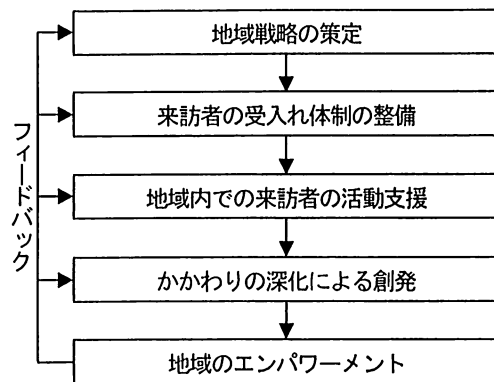 地域戦略の策定
来訪者の受入れ体制の整備
地域内での来訪者の活動支援
かかわりの深化による創発
地域のエンパワーメント
フィードバック